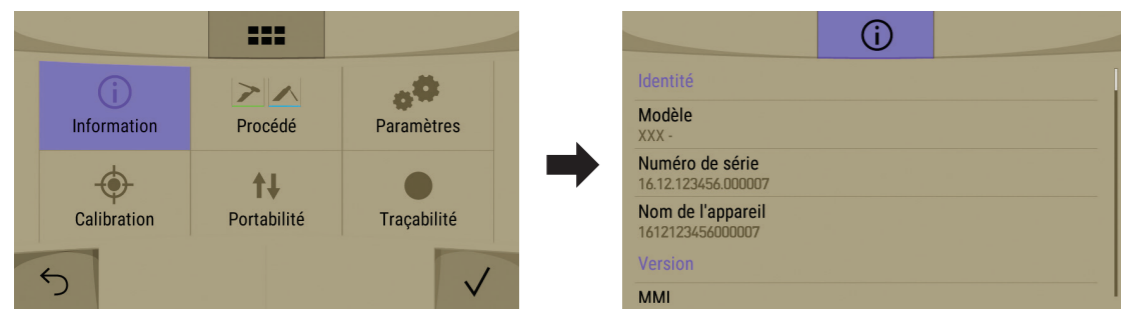 Information
Procédé
Paramètres
Calibration
Portabilité
Traçabilité
Identité
Modèle
XXX -
Numéro de série
16.12.123456.000007
Nom de l'appareil
1612123456000007
Version
MMI